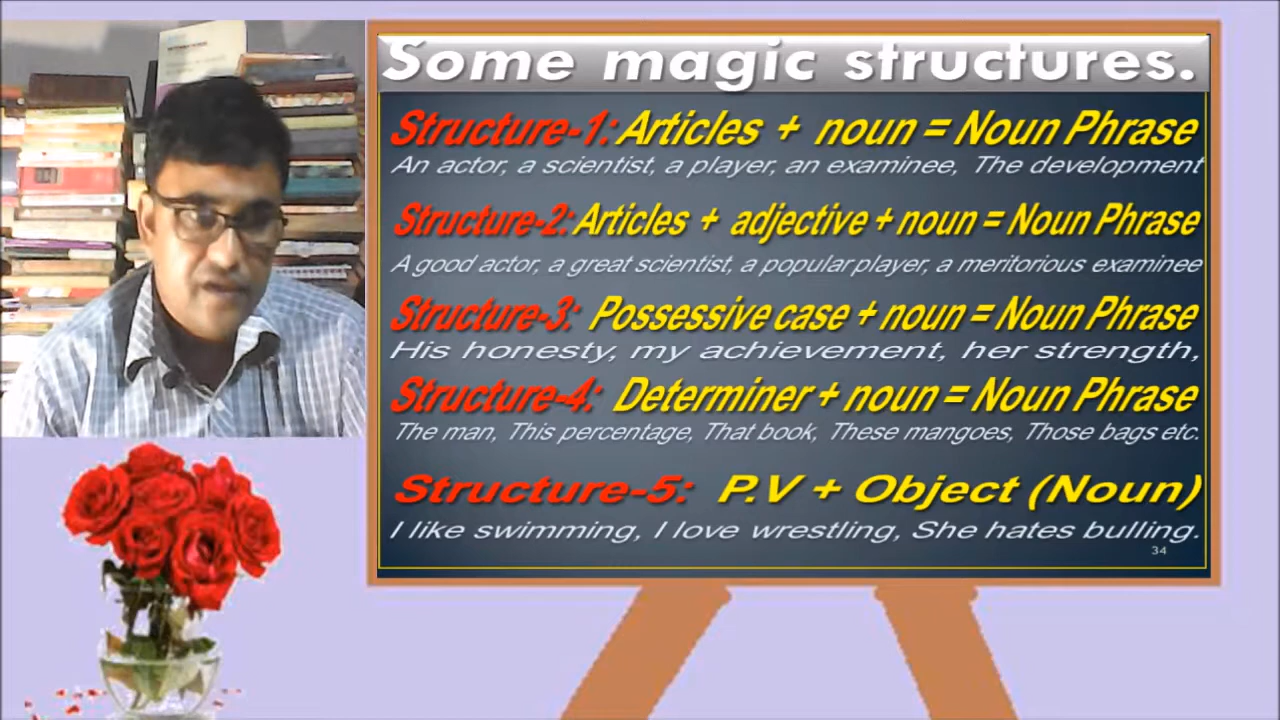 Some magic structures.
Structure-1: Articles + noun = Noun Phrase
An actor, a scientist, a player, an examinee, The development
Structure-2: Articles + adjective + noun = Noun Phrase
A good actor, a great scientist, a popular player, a meritorious examinee
Structure-3: Possessive case + noun = Noun Phrase
His honesty, my achievement, her strength,
Structure-4: Determiner + noun = Noun Phrase
The man, This percentage, That book, These mangoes, Those bags etc.
Structure-5: P.V + Object (Noun)
I like swimming, I love wrestling, She hates bulling.
34